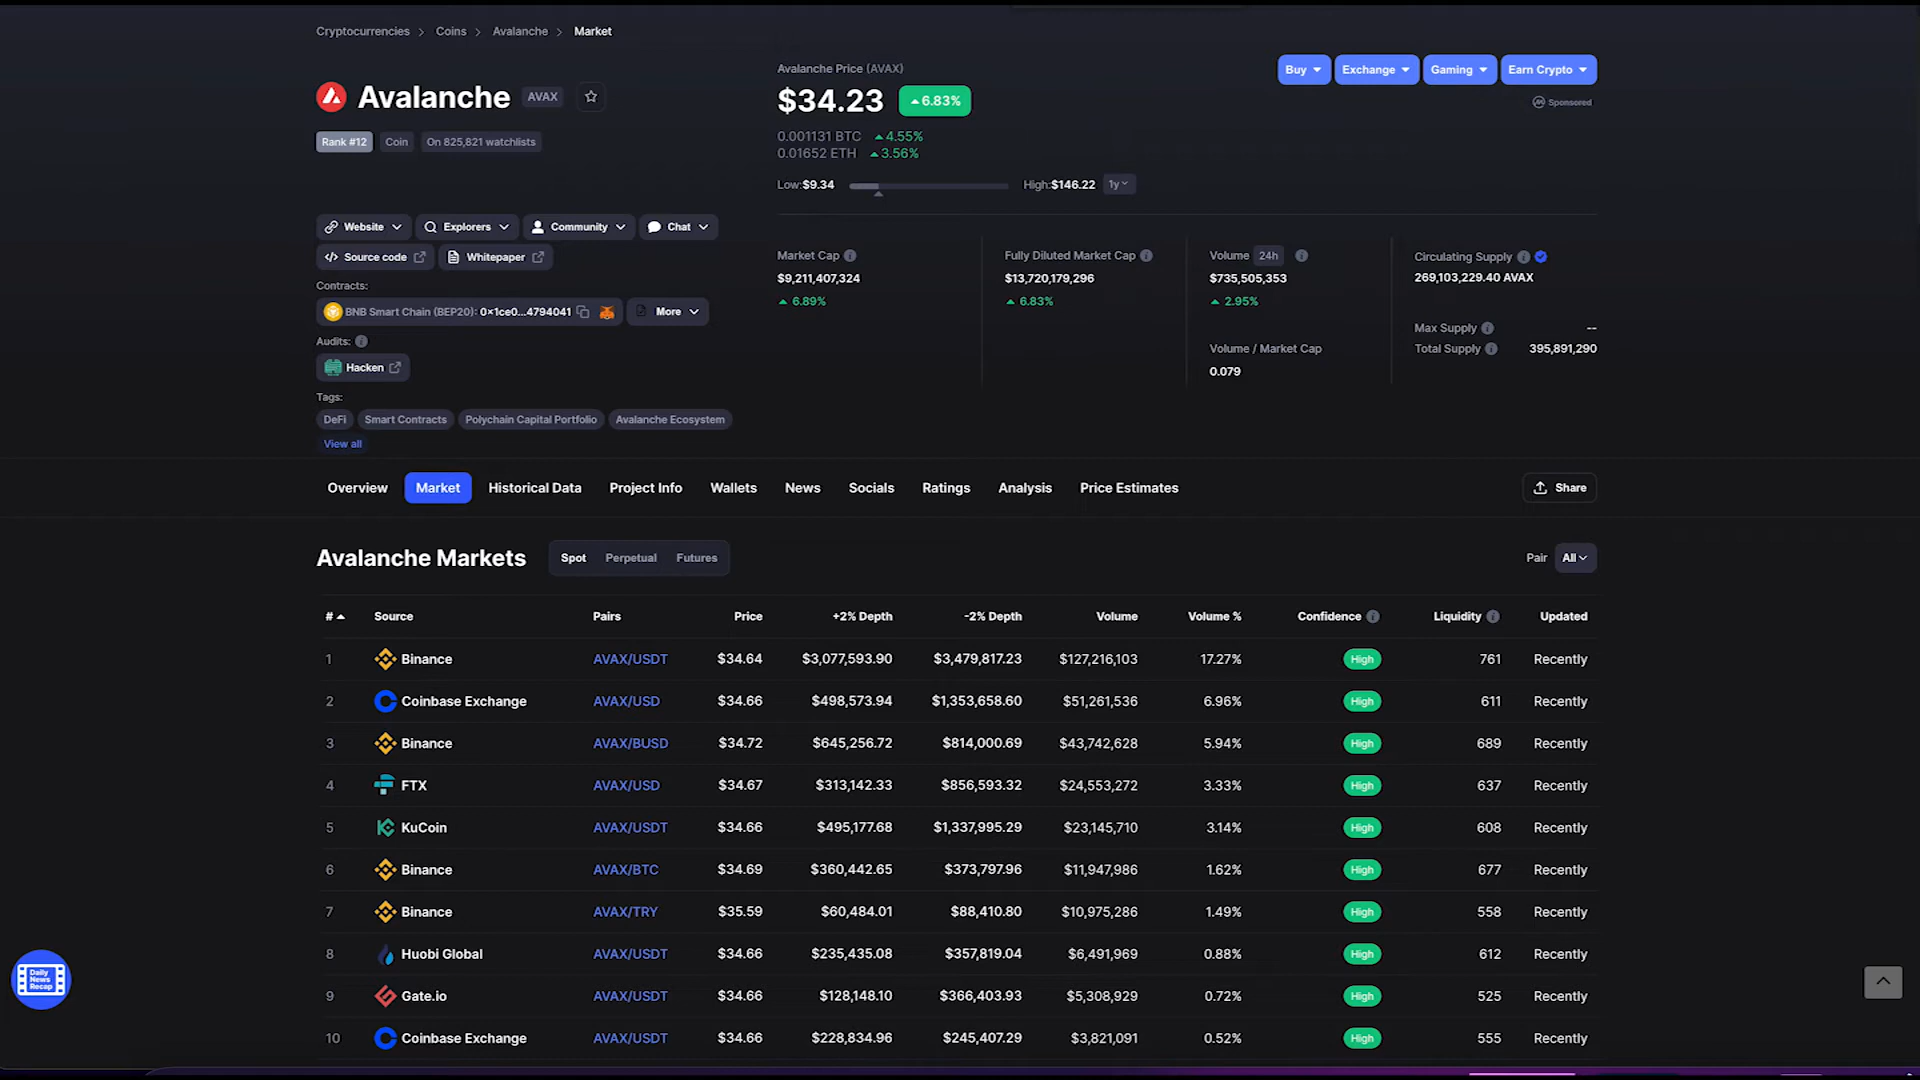 Cryptocurrencies > Coins > Avalanche > Market
Avalanche AVAX
Rank #12 Coin On 825,821 watchlists
Website Explorers Community Chat
Source code Whitepaper
Contracts:
BNB Smart Chain (BEP20): 0x1ce0...4794041 More
Audits:
Hacken
Tags:
DeFi Smart Contracts Polychain Capital Portfolio Avalanche Ecosystem
View all
Avalanche Price (AVAX)
$34.23 6.83%
0.001131 BTC 4.55%
0.01652 ETH 3.56%
Low:$9.34 High:$146.22 1y
Buy Exchange Gaming Earn Crypto
Sponsored
Market Cap
$9,211,407,324
6.89%
Fully Diluted Market Cap
$13,720,179,296
6.83%
Volume 24h
$735,505,353
2.95%
Volume / Market Cap
0.079
Circulating Supply
269,103,229.40 AVAX
Max Supply --
Total Supply 395,891,290
Overview Market Historical Data Project Info Wallets News Socials Ratings Analysis Price Estimates Share
Avalanche Markets Spot Perpetual Futures Pair All
# Source Pairs Price +2% Depth -2% Depth Volume Volume % Confidence Liquidity Updated
1 Binance AVAX/USDT $34.64 $3,077,593.90 $3,479,817.23 $127,216,103 17.27% High 761 Recently
2 Coinbase Exchange AVAX/USD $34.66 $498,573.94 $1,353,658.60 $51,261,536 6.96% High 611 Recently
3 Binance AVAX/BUSD $34.72 $645,256.72 $814,000.69 $43,742,628 5.94% High 689 Recently
4 FTX AVAX/USD $34.67 $313,142.33 $856,593.32 $24,553,272 3.33% High 637 Recently
5 KuCoin AVAX/USDT $34.66 $495,177.68 $1,337,995.29 $23,145,710 3.14% High 608 Recently
6 Binance AVAX/BTC $34.69 $360,442.65 $373,797.96 $11,947,986 1.62% High 677 Recently
7 Binance AVAX/TRY $35.59 $60,484.01 $88,410.80 $10,975,286 1.49% High 558 Recently
8 Huobi Global AVAX/USDT $34.66 $235,435.08 $357,819.04 $6,491,969 0.88% High 612 Recently
9 Gate.io AVAX/USDT $34.66 $128,148.10 $366,403.93 $5,308,929 0.72% High 525 Recently
10 Coinbase Exchange AVAX/USDT $34.66 $228,834.96 $245,407.29 $3,821,091 0.52% High 555 Recently
Daily
News
Recap